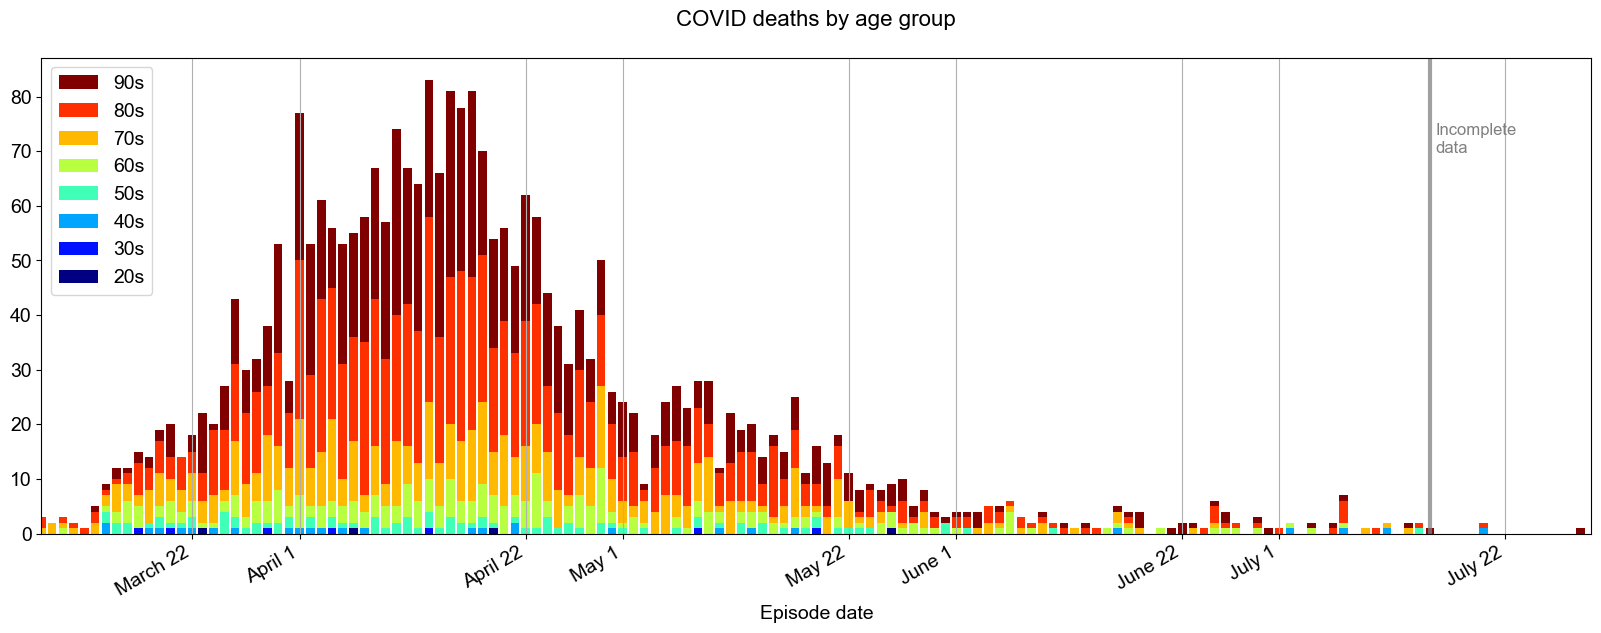 COVID deaths by age group
90s
80s
70s
60s
50s
40s
30s
20s
80
70
60
50
40
30
20
10
0
Incomplete
data
March 22
April 1
April 22
May 1
May 22
June 1
June 22
July 1
July 22
Episode date